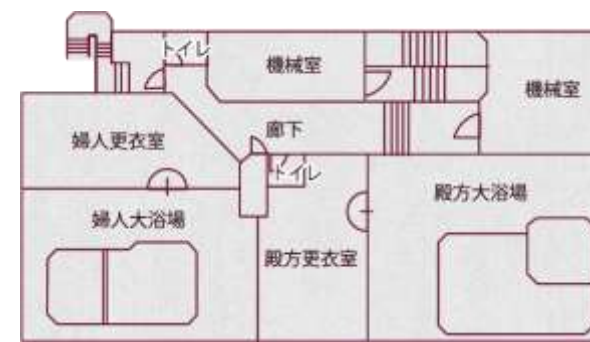 トイレ
機械室
機械室
廊下
婦人更衣室
トイレ
殿方大浴場
婦人大浴場
殿方更衣室